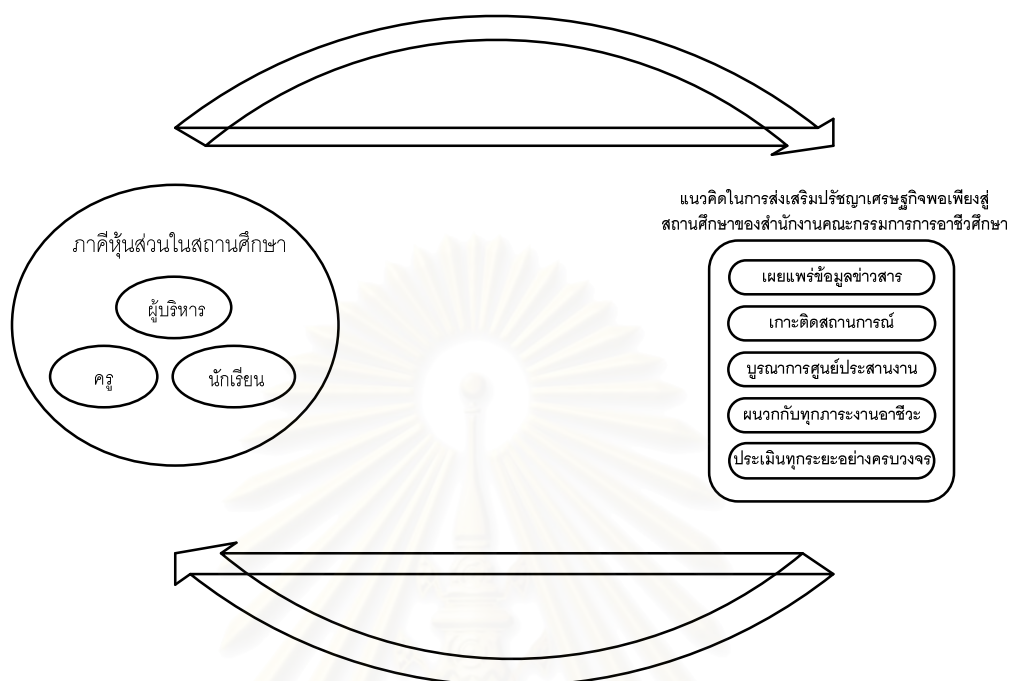 ภาคีหุ้นส่วนในสถานศึกษา
ผู้บริหาร
ครู
นักเรียน
แนวคิดในการส่งเสริมปรัชญาเศรษฐกิจพอเพียงสู่
สถานศึกษาของสำนักงานคณะกรรมการการอาชีวศึกษา
เผยแพร่ข้อมูลข่าวสาร
เกาะติดสถานการณ์
บูรณาการศูนย์ประสานงาน
ผนวกกับทุกภาระงานอาชีวะ
ประเมินทุกระยะอย่างครบวงจร